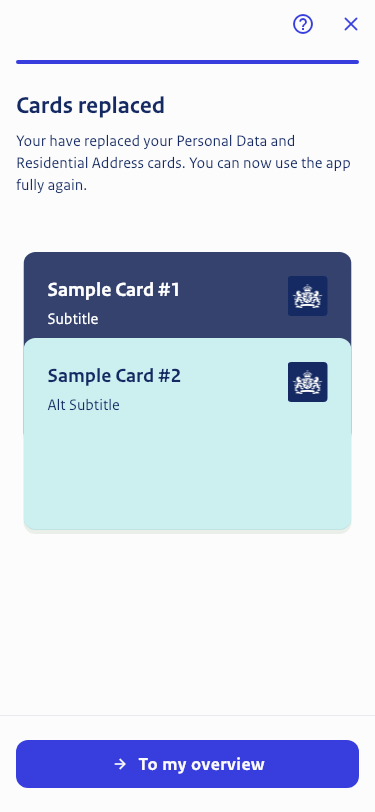 Cards replaced
Your have replaced your Personal Data and
Residential Address cards. You can now use the app
fully again.
Sample Card #1
Subtitle
Sample Card #2
Alt Subtitle
To my overview